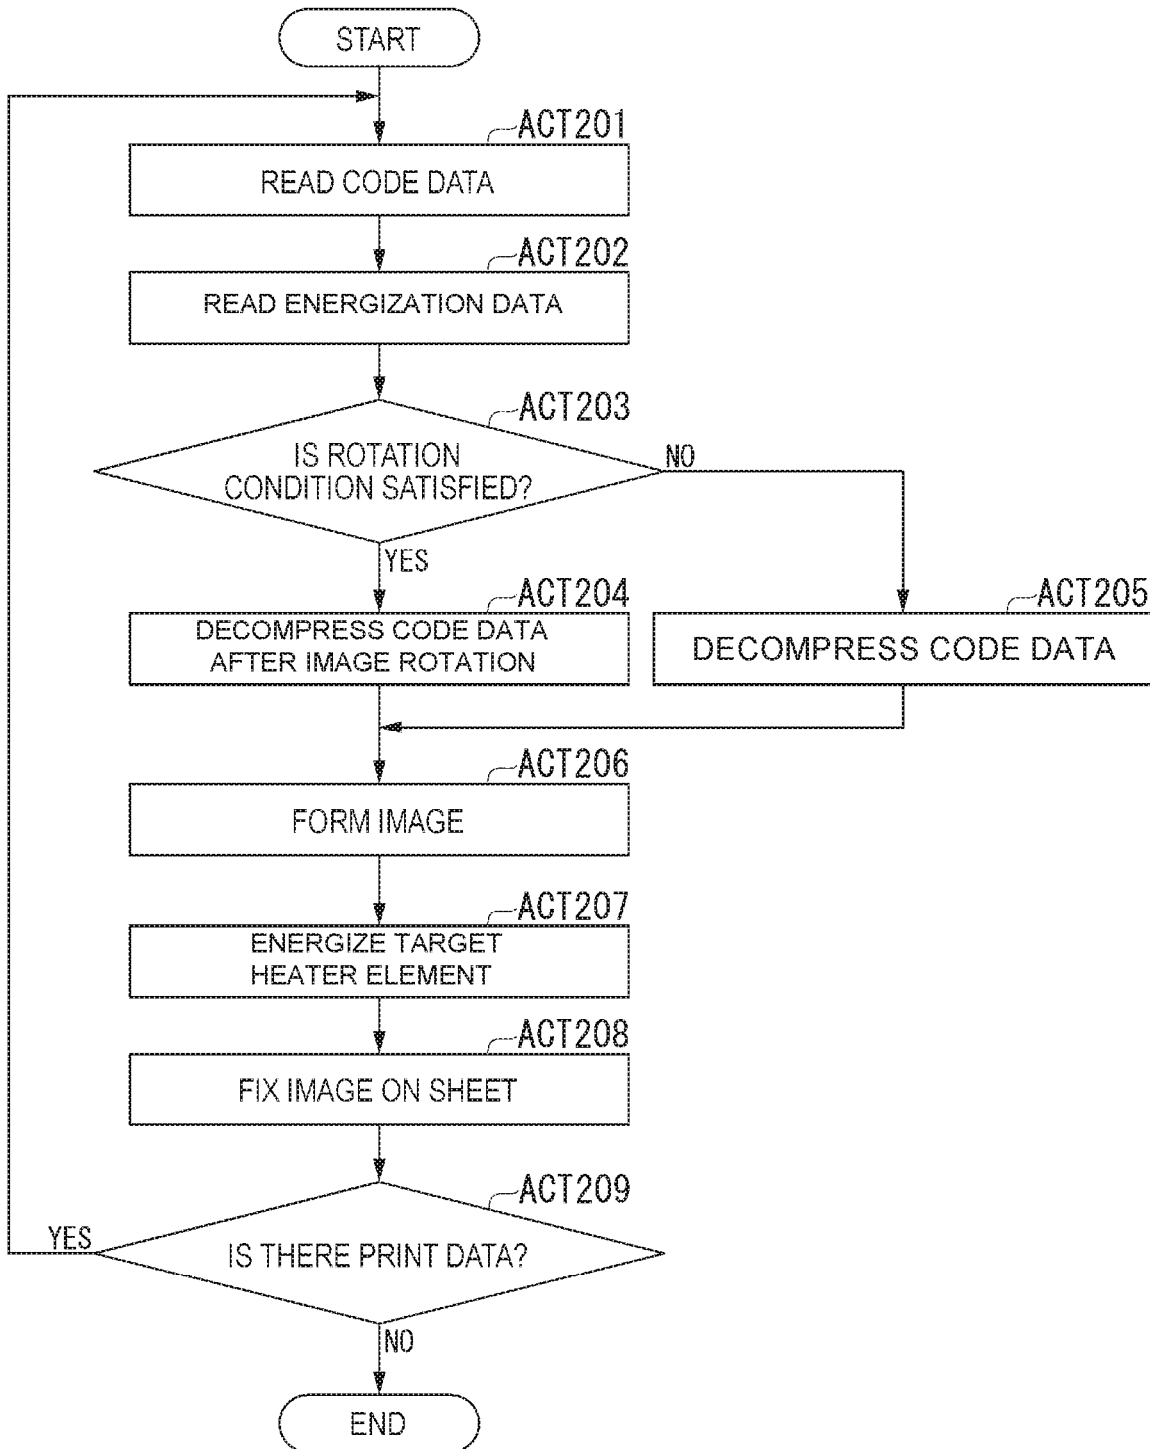 START
ACT201
READ CODE DATA
ACT202
READ ENERGIZATION DATA
ACT203
IS ROTATION
CONDITION SATISFIED?
NO
YES
ACT204
DECOMPRESS CODE DATA
AFTER IMAGE ROTATION
ACT205
DECOMPRESS CODE DATA
ACT206
FORM IMAGE
ACT207
ENERGIZE TARGET
HEATER ELEMENT
ACT208
FIX IMAGE ON SHEET
ACT209
IS THERE PRINT DATA?
YES
NO
END